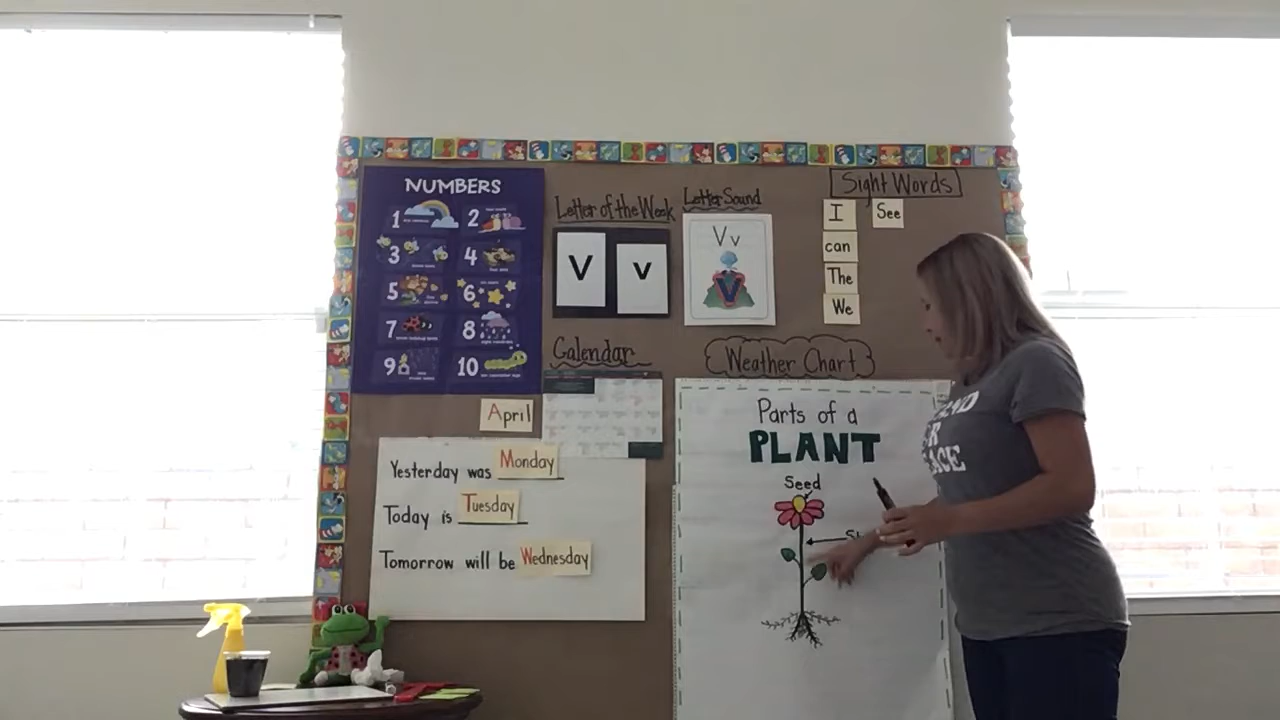 NUMBERS
1
2
3
4
5
6
7
8
9
10
Letter of the Week
V
v
Letter Sound
Vv
V
Sight Words
I
See
can
The
We
Calendar
April
Yesterday was Monday
Today is Tuesday
Tomorrow will be Wednesday
Weather Chart
Parts of a
PLANT
Seed